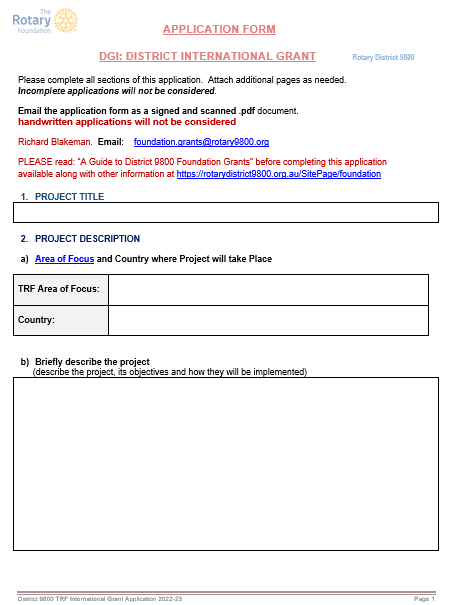 The
Rotary
Foundation
APPLICATION FORM
DGI: DISTRICT INTERNATIONAL GRANT
Rotary District 9800
Please complete all sections of this application. Attach additional pages as needed.
Incomplete applications will not be considered.
Email the application form as a signed and scanned .pdf document.
handwritten applications will not be considered
Richard Blakeman. Email: foundation.grants@rotary9800.org
PLEASE read: “A Guide to District 9800 Foundation Grants” before completing this application
available along with other information at https://rotarydistrict9800.org.au/SitePage/foundation
1. PROJECT TITLE
2. PROJECT DESCRIPTION
a) Area of Focus and Country where Project will take Place
TRF Area of Focus:
Country:
b) Briefly describe the project
(describe the project, its objectives and how they will be implemented)
District 9800 TRF International Grant Application 2022-23 Page 1